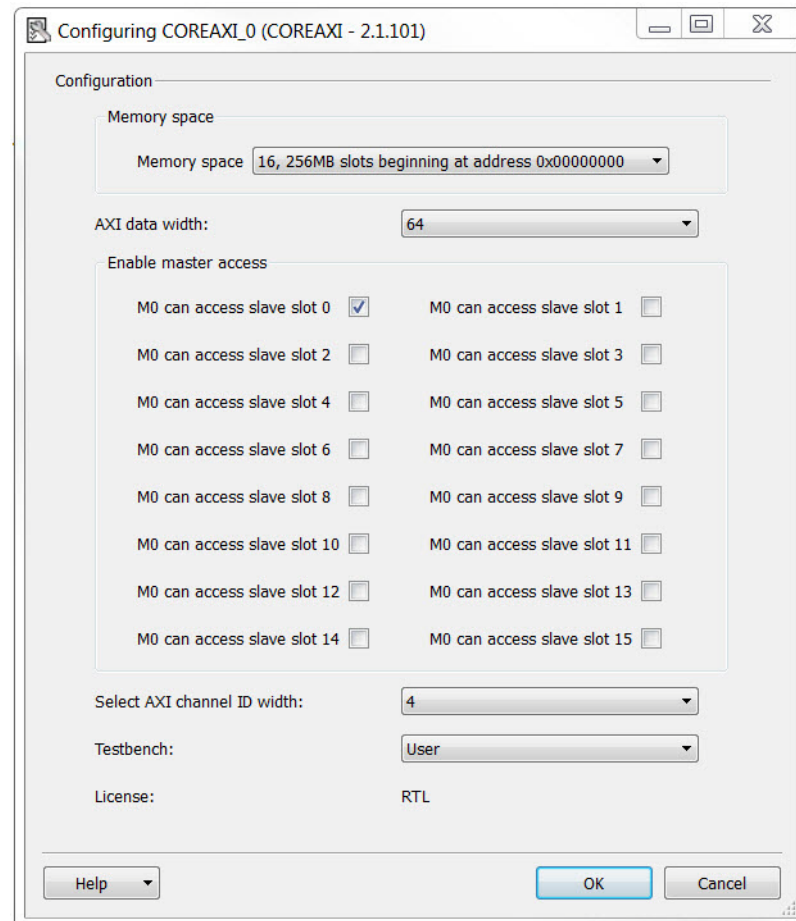 Configuring COREAXI_0 (COREAXI - 2.1.101)
Configuration
Memory space
Memory space 16, 256MB slots beginning at address 0x00000000
AXI data width: 64
Enable master access
M0 can access slave slot 0 M0 can access slave slot 1
M0 can access slave slot 2 M0 can access slave slot 3
M0 can access slave slot 4 M0 can access slave slot 5
M0 can access slave slot 6 M0 can access slave slot 7
M0 can access slave slot 8 M0 can access slave slot 9
M0 can access slave slot 10 M0 can access slave slot 11
M0 can access slave slot 12 M0 can access slave slot 13
M0 can access slave slot 14 M0 can access slave slot 15
Select AXI channel ID width: 4
Testbench: User
License: RTL
Help OK Cancel